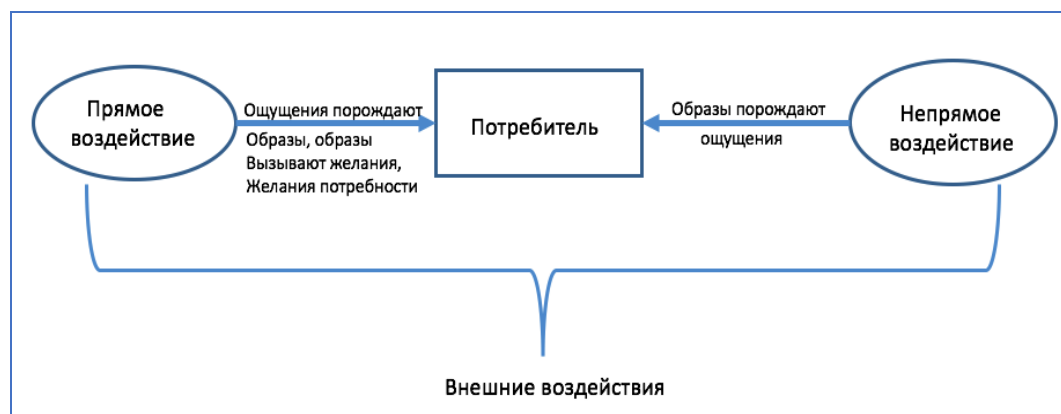 Прямое
воздействие
Ощущения порождают
Образы, образы
Вызывают желания,
Желания потребности
Потребитель
Образы порождают
ощущения
Непрямое
воздействие
Внешние воздействия